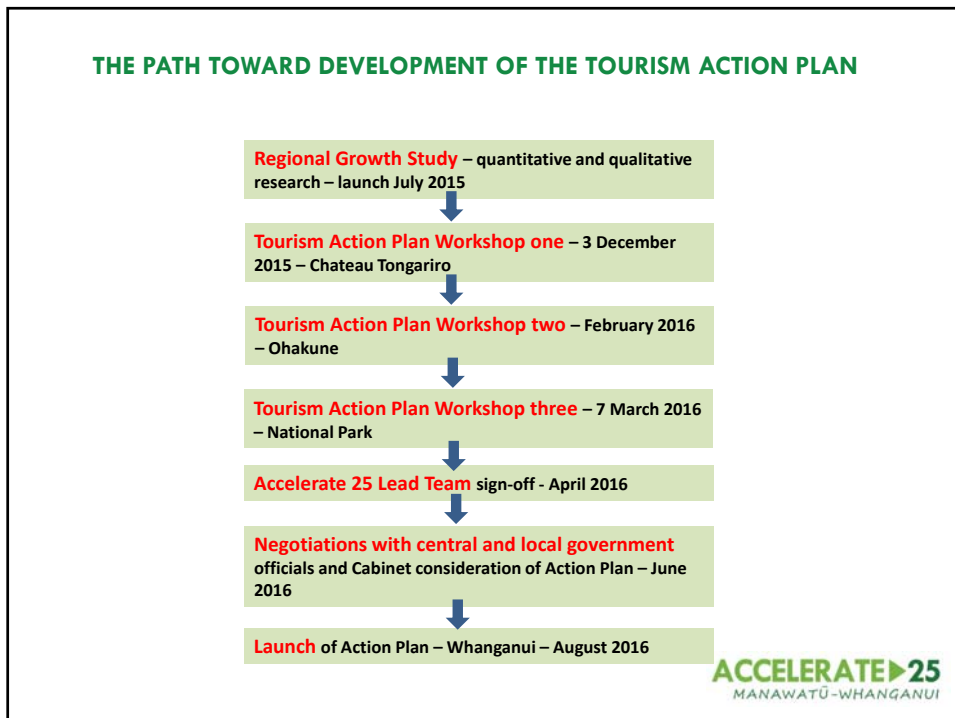 THE PATH TOWARD DEVELOPMENT OF THE TOURISM ACTION PLAN
Regional Growth Study – quantitative and qualitative
research – launch July 2015
Tourism Action Plan Workshop one – 3 December
2015 – Chateau Tongariro
Tourism Action Plan Workshop two – February 2016
– Ohakune
Tourism Action Plan Workshop three – 7 March 2016
– National Park
Accelerate 25 Lead Team sign-off - April 2016
Negotiations with central and local government
officials and Cabinet consideration of Action Plan – June
2016
Launch of Action Plan – Whanganui – August 2016
ACCELERATE 25
MANAWATŪ-WHANGANUI